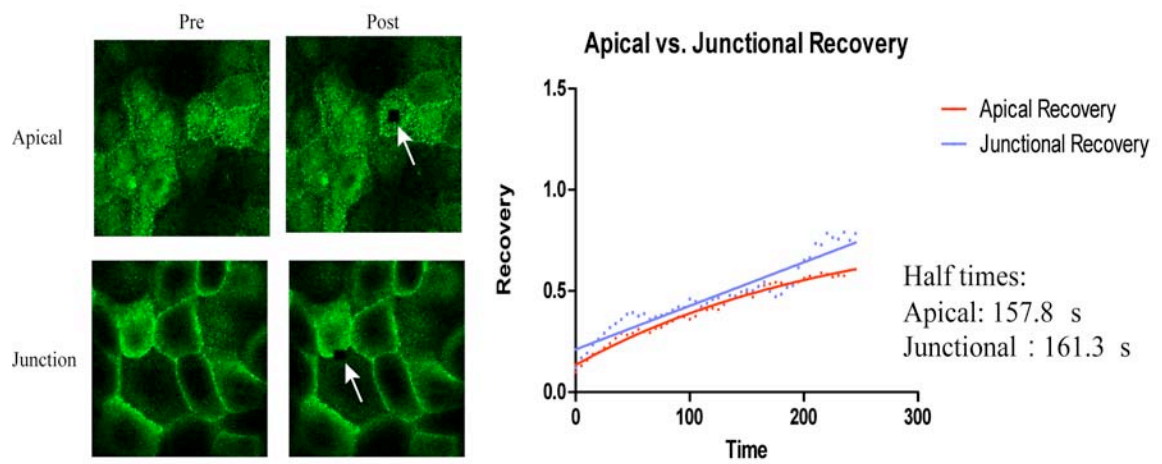 Pre
Post
Apical
Junction
Apical vs. Junctional Recovery
1.5
1.0
0.5
0.0
Recovery
0
100
200
300
Time
Apical Recovery
Junctional Recovery
Half times:
Apical: 157.8 s
Junctional : 161.3 s